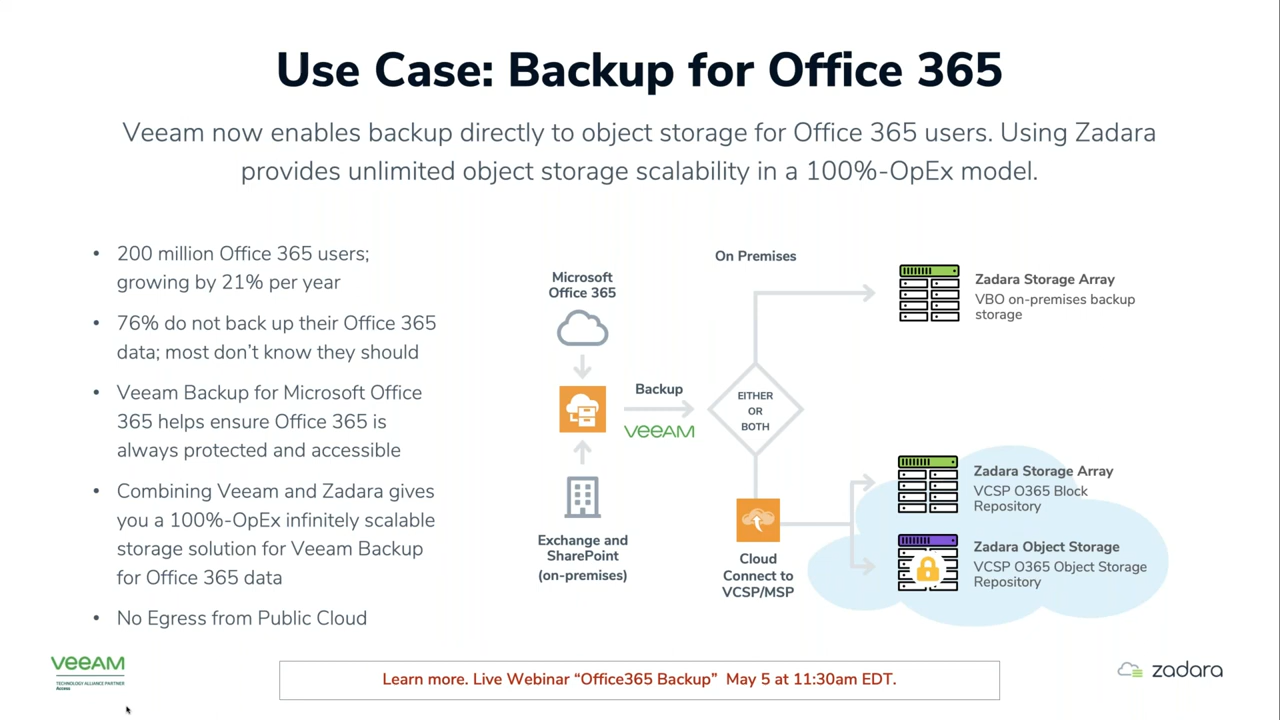 Use Case: Backup for Office 365
Veeam now enables backup directly to object storage for Office 365 users. Using Zadara
provides unlimited object storage scalability in a 100%-OpEx model.
• 200 million Office 365 users;
growing by 21% per year
• 76% do not back up their Office 365
data; most don’t know they should
• Veeam Backup for Microsoft Office
365 helps ensure Office 365 is
always protected and accessible
• Combining Veeam and Zadara gives
you a 100%-OpEx infinitely scalable
storage solution for Veeam Backup
for Office 365 data
• No Egress from Public Cloud
Microsoft
Office 365
Exchange and
SharePoint
(on-premises)
Backup
VEEAM
On Premises
EITHER
OR
BOTH
Cloud
Connect to
VCSP/MSP
Zadara Storage Array
VBO on-premises backup
storage
Zadara Storage Array
VCSP O365 Block
Repository
Zadara Object Storage
VCSP O365 Object Storage
Repository
VEEAM
TECHNOLOGY ALLIANCE PARTNER
Access
Learn more. Live Webinar “Office365 Backup” May 5 at 11:30am EDT.
zadara